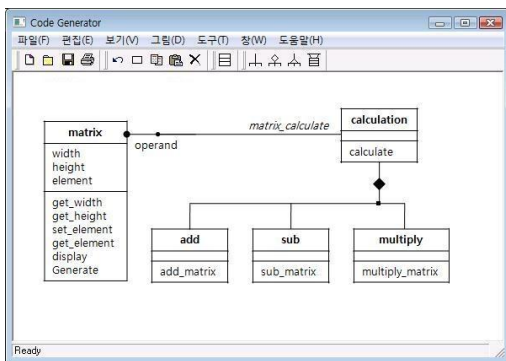 Code Generator
파일(F) 편집(E) 보기(V) 그림(D) 도구(T) 창(W) 도움말(H)
matrix
width
height
element
get_width
get_height
set_element
get_element
display
Generate
operand
matrix_calculate
calculation
calculate
add
add_matrix
sub
sub_matrix
multiply
multiply_matrix
Ready